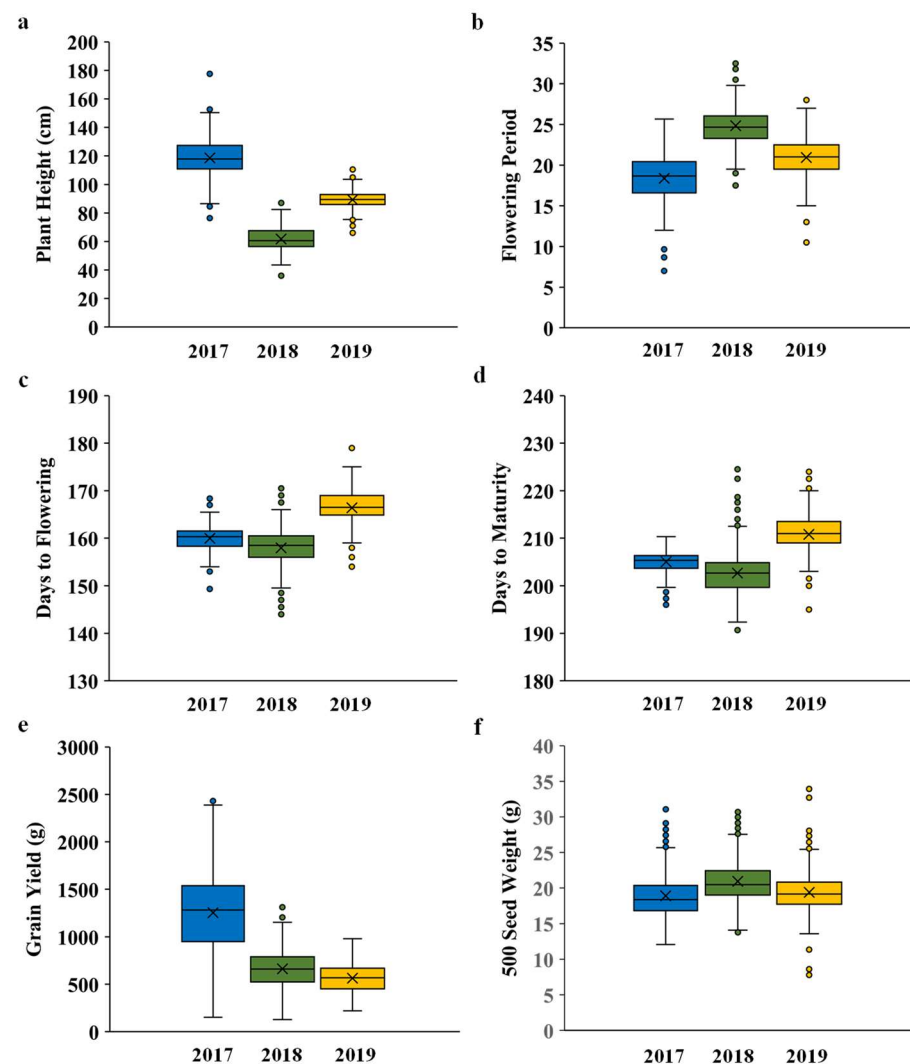 a
Plant Height (cm)
200
180
160
140
120
100
80
60
40
20
0
2017 2018 2019
b
Flowering Period
35
30
25
20
15
10
5
0
2017 2018 2019
c
Days to Flowering
190
180
170
160
150
140
130
2017 2018 2019
d
Days to Maturity
240
230
220
210
200
190
180
2017 2018 2019
e
Grain Yield (g)
3000
2500
2000
1500
1000
500
0
2017 2018 2019
f
500 Seed Weight (g)
40
35
30
25
20
15
10
5
0
2017 2018 2019